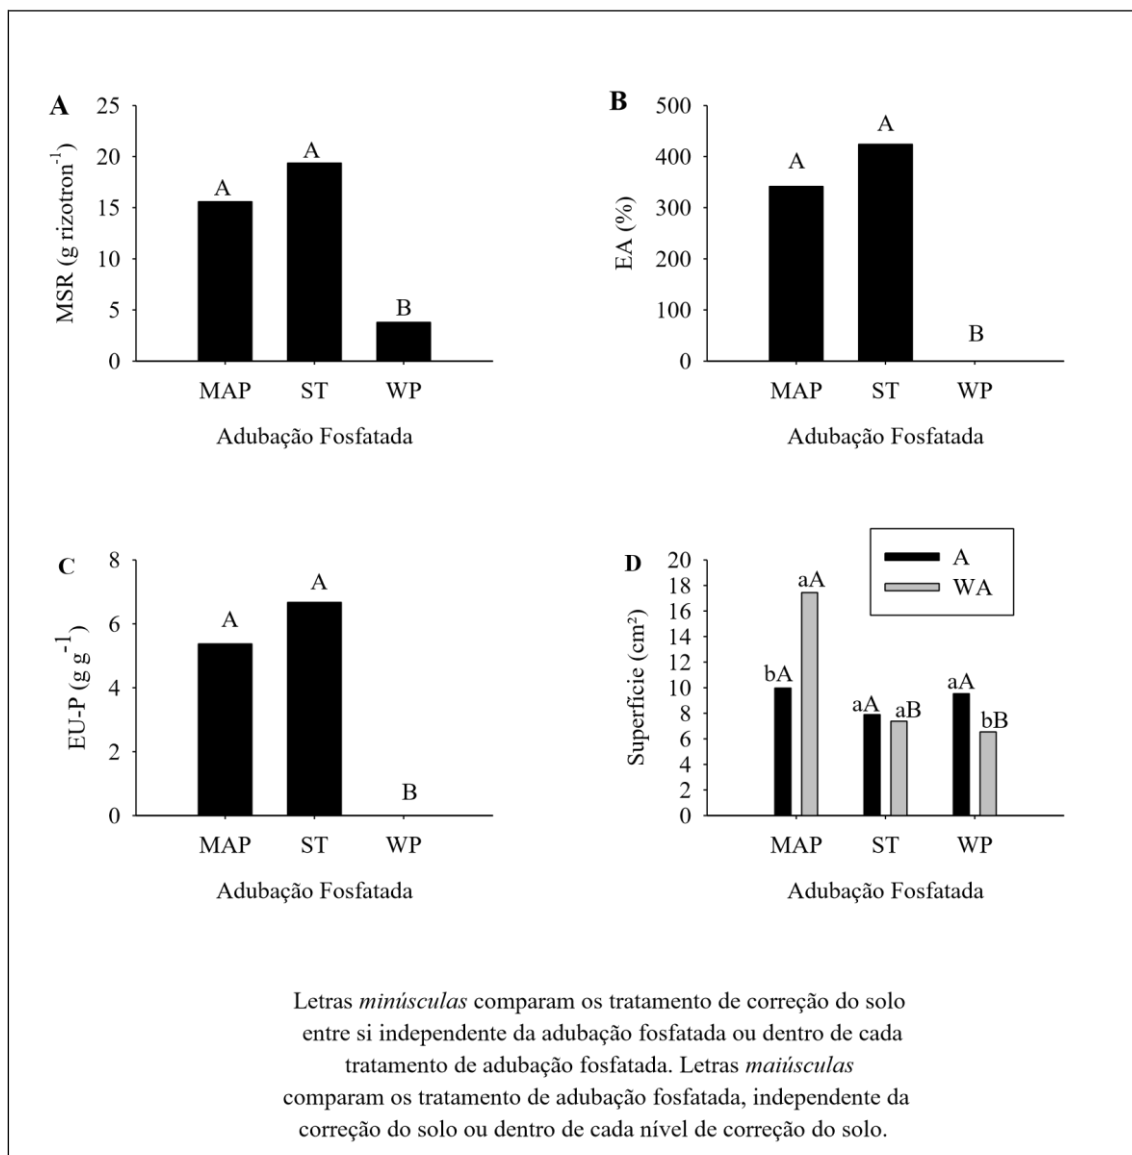 A
MSR (g rizotron-1)
25
20
15
10
5
0
A
A
B
MAP ST WP
Adubação Fosfatada
B
EA (%)
500
400
300
200
100
0
A
A
B
MAP ST WP
Adubação Fosfatada
C
EU-P (g g-1)
8
6
4
2
0
A
A
B
MAP ST WP
Adubação Fosfatada
D
Superfície (cm²)
20
18
16
14
12
10
8
6
4
2
0
A
WA
bA
aA
aA
aB
aA
bB
MAP ST WP
Adubação Fosfatada
Letras minúsculas comparam os tratamento de correção do solo
entre si independente da adubação fosfatada ou dentro de cada
tratamento de adubação fosfatada. Letras maiúsculas
comparam os tratamento de adubação fosfatada, independente da
correção do solo ou dentro de cada nível de correção do solo.